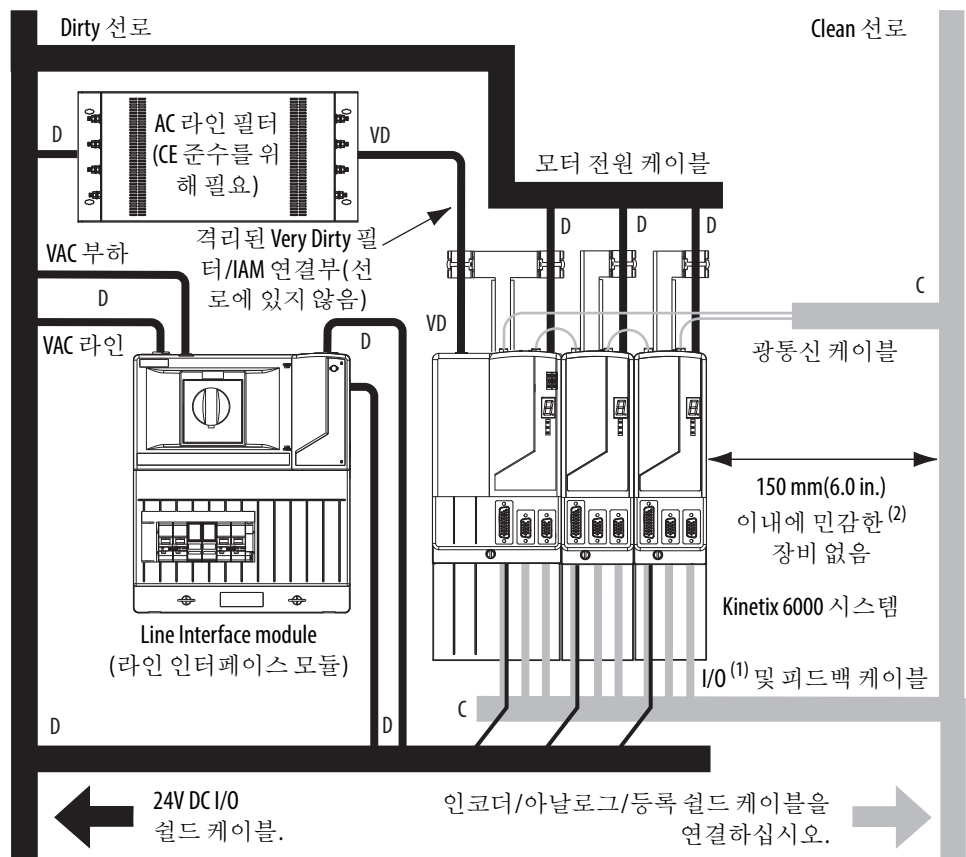 Dirty 선로
Clean 선로
D
AC 라인 필터
(CE 준수를 위
해 필요)
VD
모터 전원 케이블
D
D
D
격리된 Very Dirty 필
터/IAM 연결부(선
로에 있지 않음)
VAC 부하
D
VAC 라인
D
VD
C
광통신 케이블
150 mm(6.0 in.)
이내에 민감한 (2)
장비 없음
Kinetix 6000 시스템
Line Interface module
(라인 인터페이스 모듈)
I/O (1) 및 피드백 케이블
C
D
D
24V DC I/O
쉴드 케이블.
인코더/아날로그/등록 쉴드 케이블을
연결하십시오.